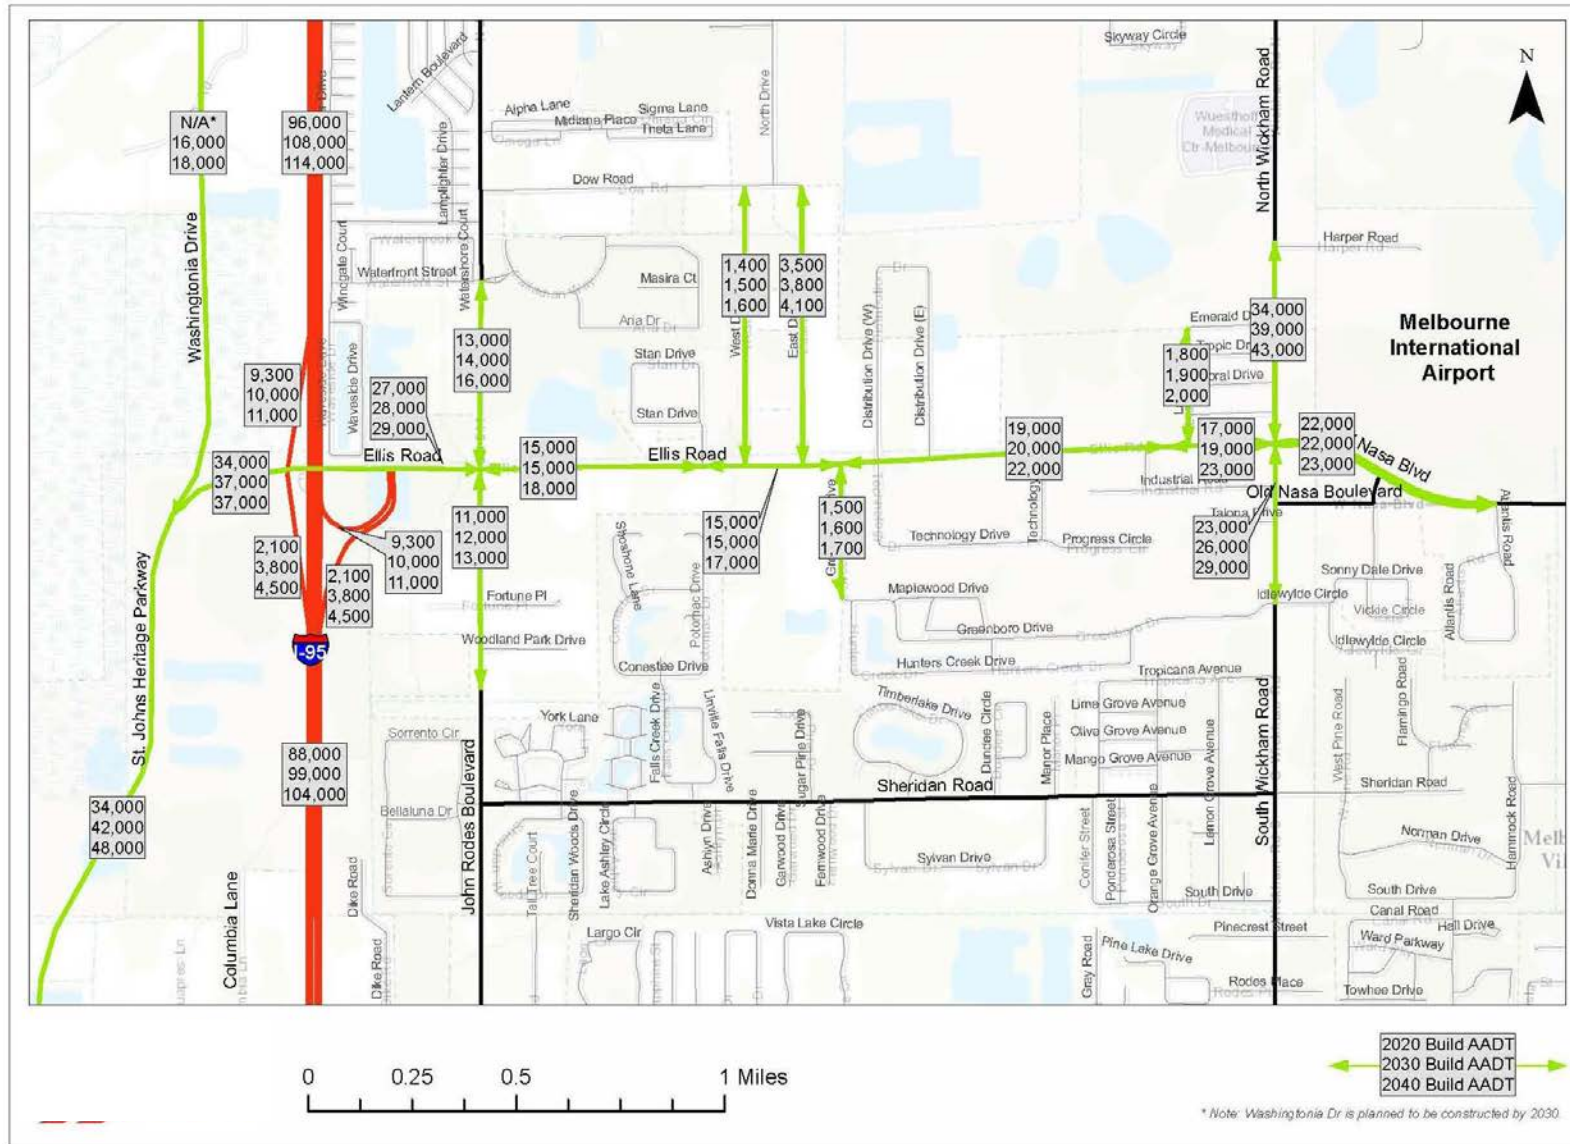 N
Skyway Circle
North Wickham Road
Lantern Boulevard
Alpha Lane
Sigma Lane
Midiane Place
Theta Lane
North Drive
N/A*
16,000
18,000
96,000
108,000
114,000
Wuesthoff
Medical
Ctr-Melbour
Lamplighter Drive
Dow Road
Dow Rd
Washingtonia Drive
Wingate Court
Watershore Court
Waterfront Street
Masira Ct
Aria Dr
Harper Road
Harper Rd
1,400
1,500
1,600
3,500
3,800
4,100
Distribution Drive (W)
Distribution Drive (E)
34,000
39,000
43,000
Melbourne
International
Airport
13,000
14,000
16,000
Stan Drive
Stan Drive
Waveside Drive
1,800
1,900
2,000
9,300
10,000
11,000
27,000
28,000
29,000
Ellis Road
Ellis Road
15,000
15,000
18,000
19,000
20,000
22,000
17,000
19,000
23,000
22,000
22,000
23,000
Nasa Blvd
34,000
37,000
37,000
Old Nasa Boulevard
11,000
12,000
13,000
15,000
15,000
17,000
1,500
1,600
1,700
23,000
26,000
29,000
Talona Drive
Technology Drive
Progress Circle
Atlantis Road
2,100
3,800
4,500
2,100
3,800
4,500
9,300
10,000
11,000
Shoshone Lane
Potomac Drive
Sonny Dale Drive
Vickie Circle
Idlewylde Circle
Idlewylde Circle
Atlantis Road
Fortune Pl
Woodland Park Drive
Maplewood Drive
Greenboro Drive
Hunters Creek Drive
Conestee Drive
Tropicana Avenue
I-95
St. Johns Heritage Parkway
Sorrento Cir
York Lane
Falls Creek Drive
Linville Falls Drive
Sugar Pine Drive
Timberlake Drive
Dundee Circle
Manor Place
Lime Grove Avenue
Olive Grove Avenue
Mango Grove Avenue
Lemon Grove Avenue
South Wickham Road
West Pine Road
Flamingo Road
88,000
99,000
104,000
Sheridan Road
Sheridan Road
Bellaluna Dr
John Rodes Boulevard
34,000
42,000
48,000
Tall Tree Court
Sheridan Woods Drive
Lake Ashley Circle
Ashlyn Drive
Donna Marie Drive
Garwood Drive
Fernwood Drive
Sylvan Drive
Conifer Street
Ponderosa Street
Orange Grove Avenue
South Drive
Norman Drive
Hammock Road
South Drive
Canal Road
Hall Drive
Ward Parkway
Columbia Lane
Dike Road
Dike Road
Largo Cir
Vista Lake Circle
Gray Road
Pine Lake Drive
Pinecrest Street
Rodes Place
Towhee Drive
0 0.25 0.5 1 Miles
2020 Build AADT
2030 Build AADT
2040 Build AADT
* Note: Washingtonia Dr is planned to be constructed by 2030.